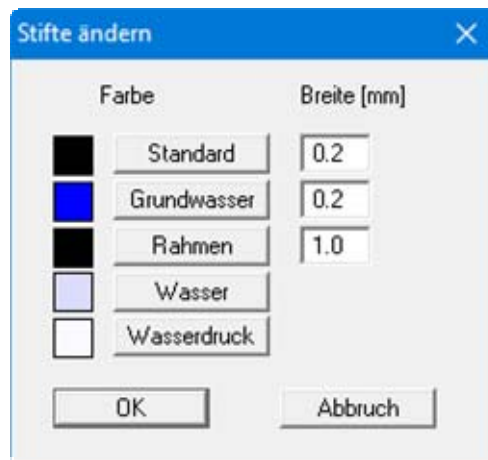 Stifte ändern
Farbe Breite [mm]
Standard 0.2
Grundwasser 0.2
Rahmen 1.0
Wasser
Wasserdruck
OK Abbruch